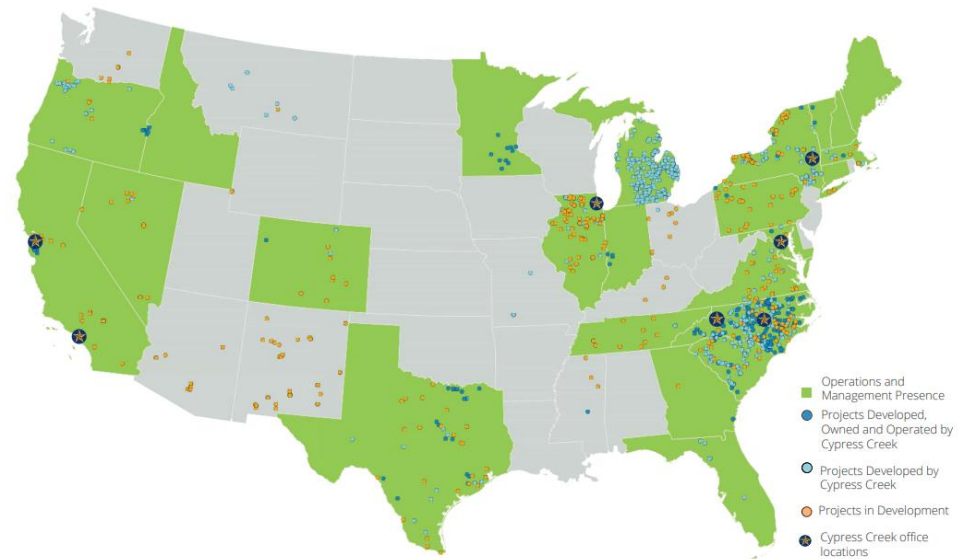 Operations and
Management Presence
Projects Developed,
Owned and Operated by
Cypress Creek
Projects Developed by
Cypress Creek
Projects in Development
Cypress Creek office
locations